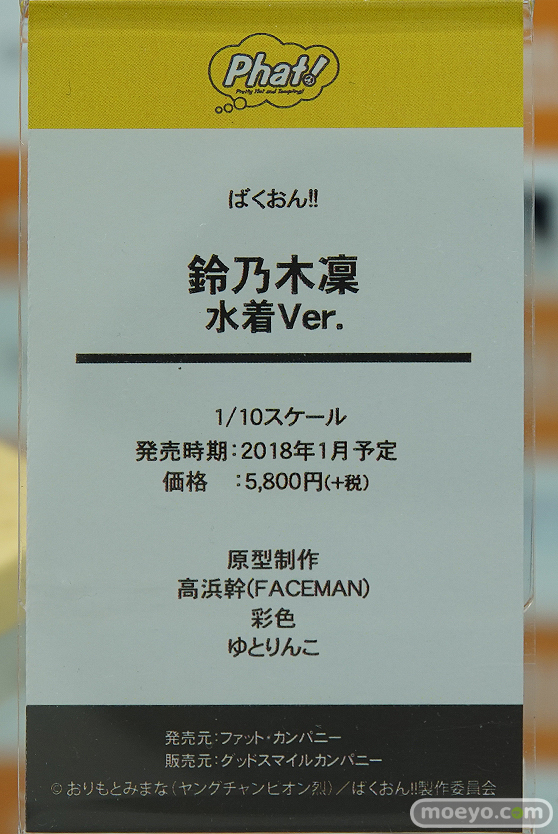 Phat!
Pretty Hot and Tempting!
ばくおん!!
鈴乃木凜
水着Ver.
1/10スケール
発売時期：2018年1月予定
価格　：5,800円(+税)
原型制作
高浜幹(FACEMAN)
彩色
ゆとりんこ
発売元：ファット・カンパニー
販売元：グッドスマイルカンパニー
©おりもとみまな（ヤングチャンピオン烈）／ばくおん!!製作委員会
moeyo.com